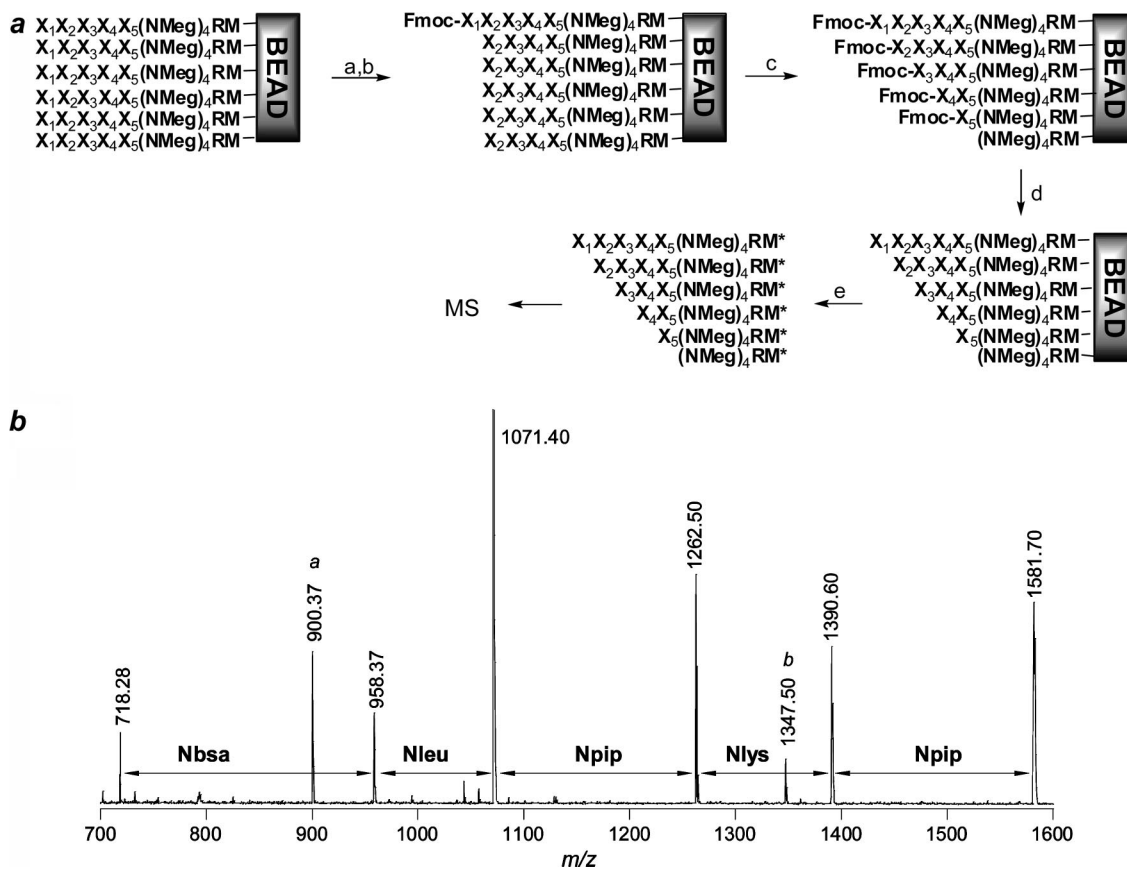 a
X₁X₂X₃X₄X₅(NMeg)₄RM
X₁X₂X₃X₄X₅(NMeg)₄RM
X₁X₂X₃X₄X₅(NMeg)₄RM
X₁X₂X₃X₄X₅(NMeg)₄RM
X₁X₂X₃X₄X₅(NMeg)₄RM
X₁X₂X₃X₄X₅(NMeg)₄RM
BEAD
a,b
Fmoc-X₁X₂X₃X₄X₅(NMeg)₄RM
X₂X₃X₄X₅(NMeg)₄RM
X₂X₃X₄X₅(NMeg)₄RM
X₂X₃X₄X₅(NMeg)₄RM
X₂X₃X₄X₅(NMeg)₄RM
X₂X₃X₄X₅(NMeg)₄RM
BEAD
c
Fmoc-X₁X₂X₃X₄X₅(NMeg)₄RM
Fmoc-X₂X₃X₄X₅(NMeg)₄RM
Fmoc-X₃X₄X₅(NMeg)₄RM
Fmoc-X₄X₅(NMeg)₄RM
Fmoc-X₅(NMeg)₄RM
(NMeg)₄RM
BEAD
d
X₁X₂X₃X₄X₅(NMeg)₄RM
X₂X₃X₄X₅(NMeg)₄RM
X₃X₄X₅(NMeg)₄RM
X₄X₅(NMeg)₄RM
X₅(NMeg)₄RM
(NMeg)₄RM
BEAD
e
X₁X₂X₃X₄X₅(NMeg)₄RM*
X₂X₃X₄X₅(NMeg)₄RM*
X₃X₄X₅(NMeg)₄RM*
X₄X₅(NMeg)₄RM*
X₅(NMeg)₄RM*
(NMeg)₄RM*
MS
b
718.28
a
900.37
958.37
1071.40
1262.50
b
1347.50
1390.60
1581.70
Nbsa
Nleu
Npip
Nlys
Npip
700 800 900 1000 1100 1200 1300 1400 1500 1600
m/z